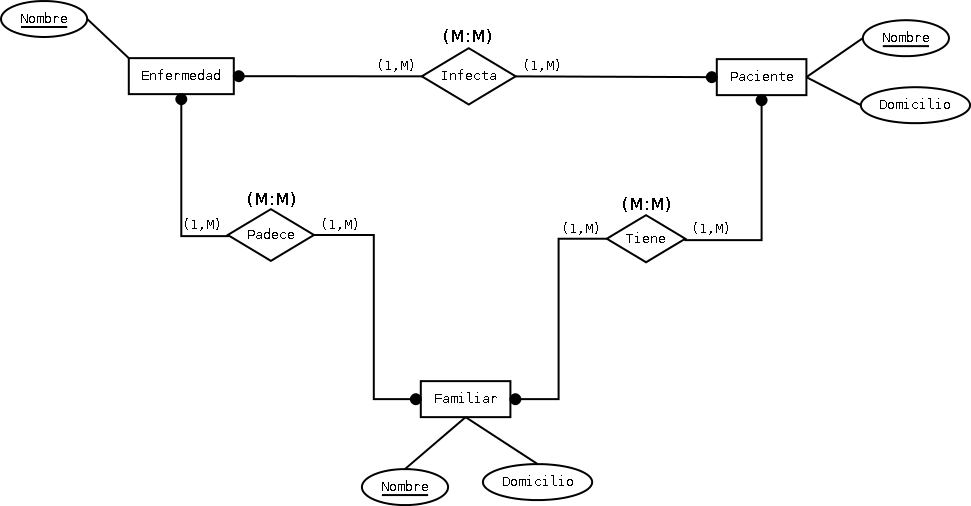 Nombre
(M:M)
Nombre
Enfermedad
(1,M)
Infecta
(1,M)
Paciente
Domicilio
(M:M)
(M:M)
(1,M)
Padece
(1,M)
(1,M)
Tiene
(1,M)
Familiar
Nombre
Domicilio